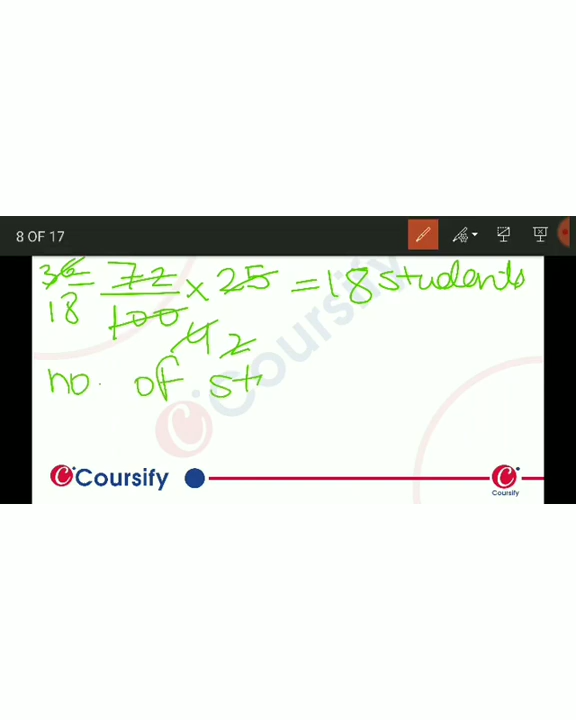 8 OF 17
36 72/100 × 25 = 18 students
18 4 2
no. of st
Coursify
Coursify
Coursify